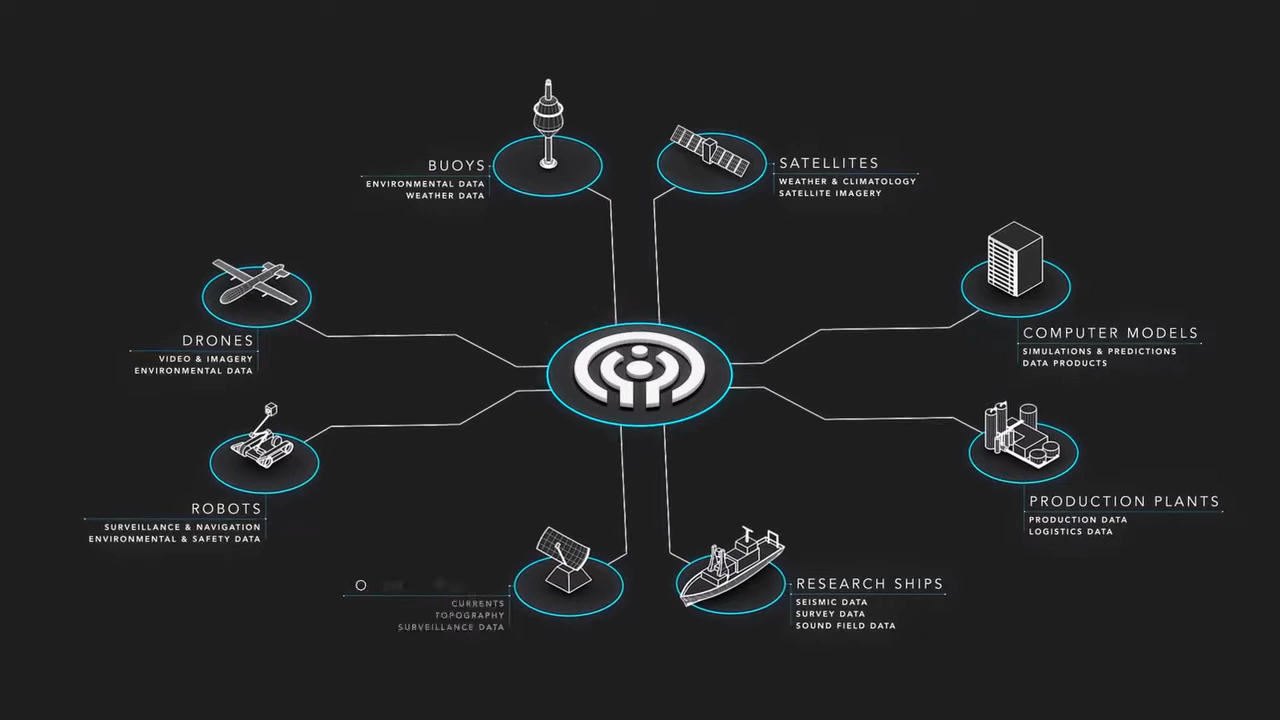 BUOYS
ENVIRONMENTAL DATA
WEATHER DATA
SATELLITES
WEATHER & CLIMATOLOGY
SATELLITE IMAGERY
DRONES
VIDEO & IMAGERY
ENVIRONMENTAL DATA
COMPUTER MODELS
SIMULATIONS & PREDICTIONS
DATA PRODUCTS
ROBOTS
SURVEILLANCE & NAVIGATION
ENVIRONMENTAL & SAFETY DATA
PRODUCTION PLANTS
PRODUCTION DATA
LOGISTICS DATA
O
CURRENTS
TOPOGRAPHY
SURVEILLANCE DATA
RESEARCH SHIPS
SEISMIC DATA
SURVEY DATA
SOUND FIELD DATA